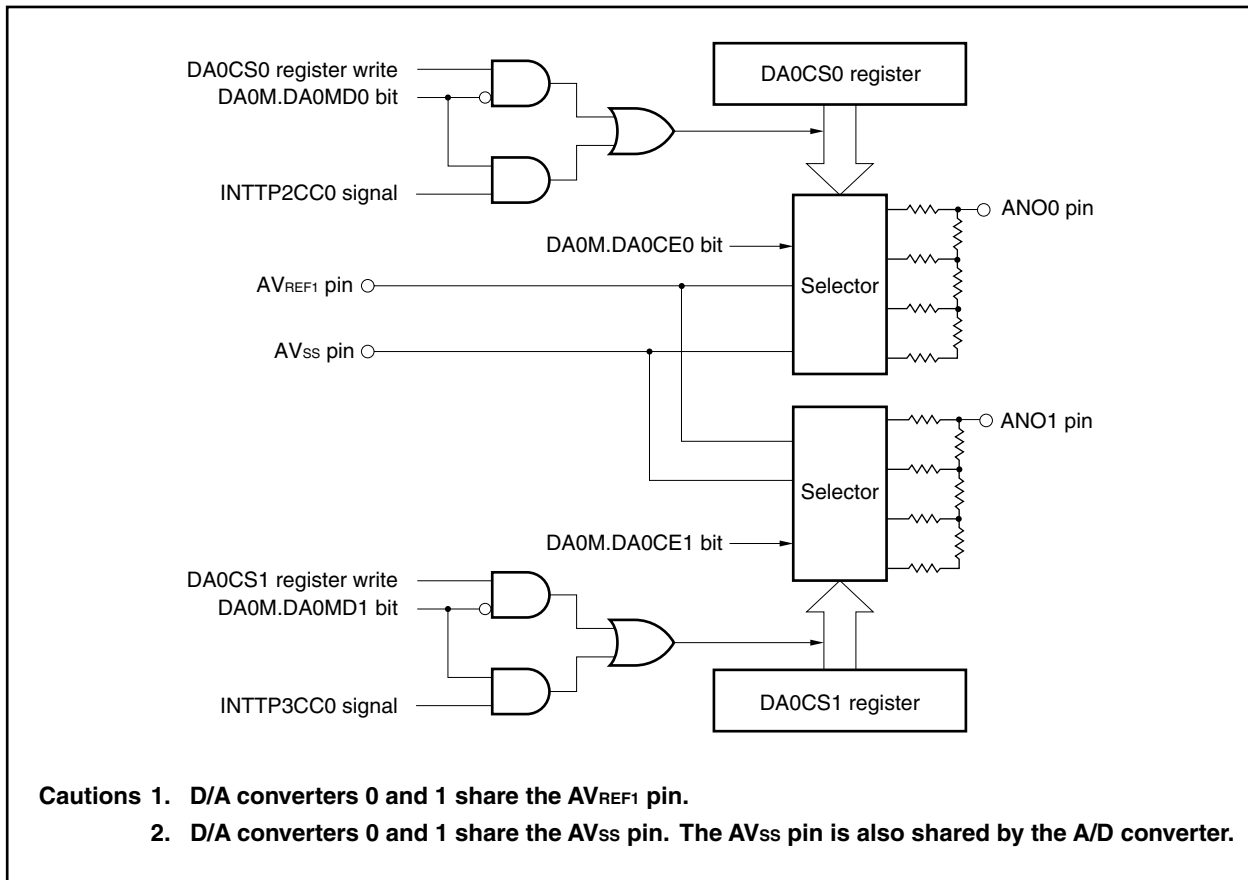 DA0CS0 register write
DA0M.DA0MD0 bit
INTTP2CC0 signal
DA0CS0 register
DA0M.DA0CE0 bit
AVREF1 pin
AVSS pin
Selector
ANO0 pin
Selector
ANO1 pin
DA0M.DA0CE1 bit
DA0CS1 register write
DA0M.DA0MD1 bit
INTTP3CC0 signal
DA0CS1 register
Cautions 1. D/A converters 0 and 1 share the AVREF1 pin.
2. D/A converters 0 and 1 share the AVSS pin. The AVSS pin is also shared by the A/D converter.